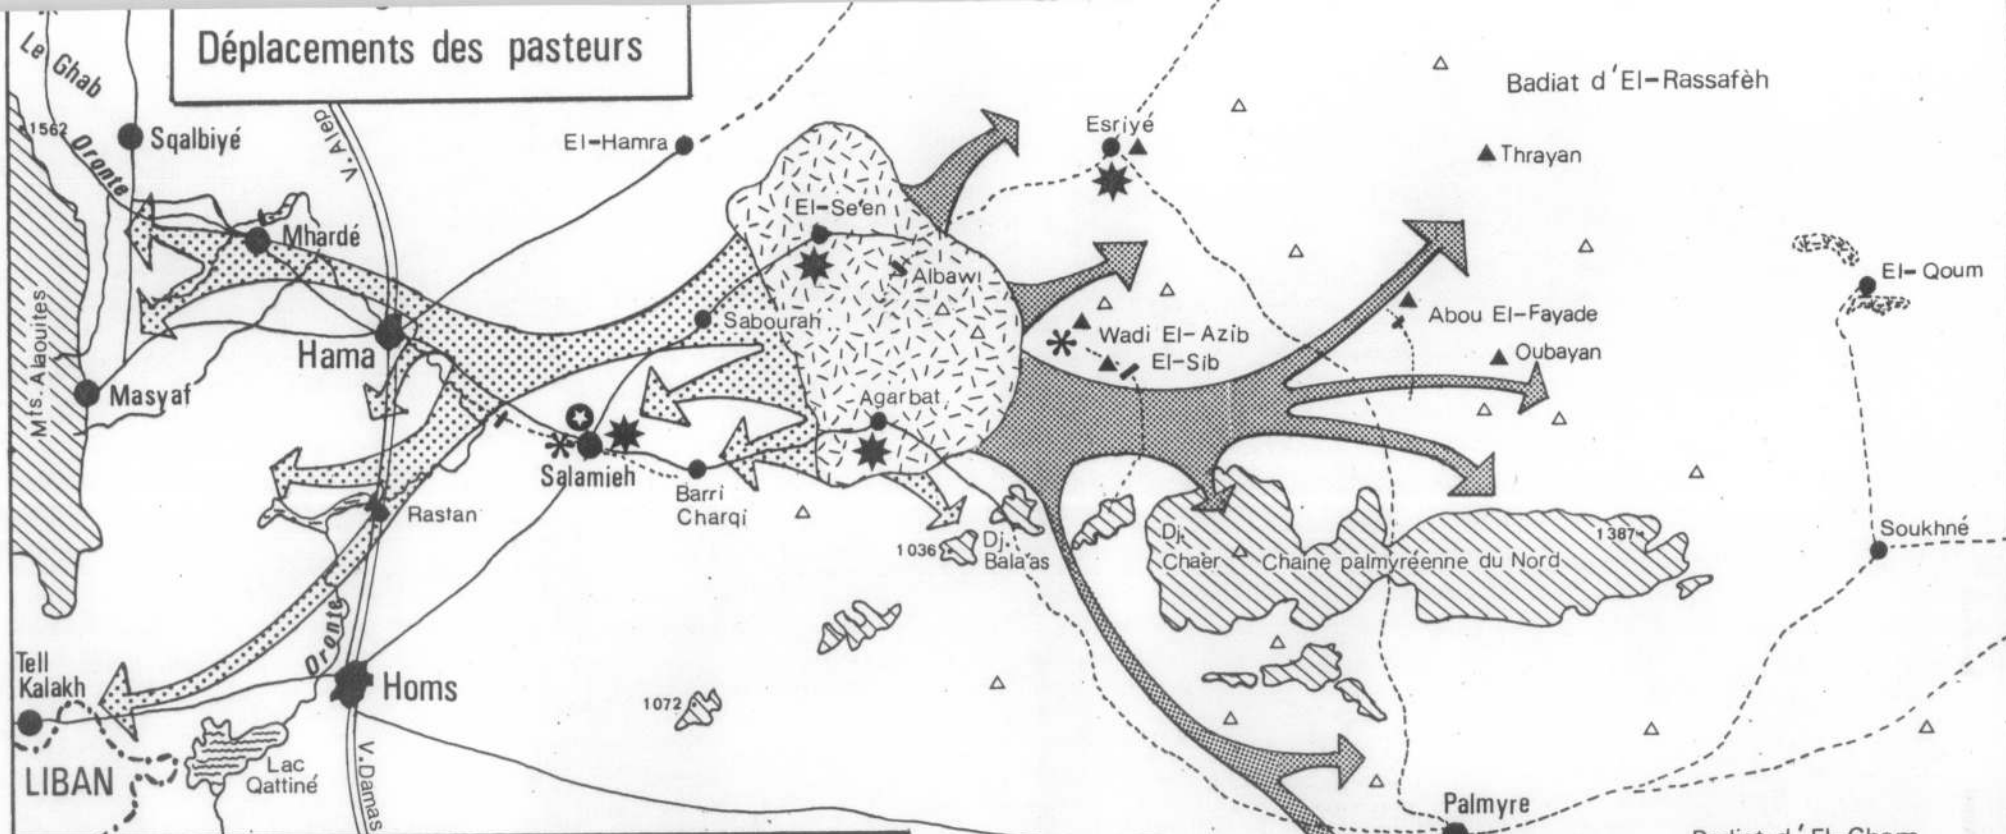 Déplacements des pasteurs
Le Ghab
1562
Oronte
Sqalbiyé
V. Alep
El-Hamra
Esriyé
Badiat d'El-Rassafèh
Thrayan
Mhardé
El-Se'en
Albawi
El-Qoum
Mts. Alaouites
Hama
Sabourah
Wadi El-Azib
El-Sib
Abou El-Fayade
Oubayan
Masyaf
Agarbat
Salamieh
Barri
Charqi
Rastan
1036
Dj.
Bala'as
Dj.
Chaèr
Chaine palmyréenne du Nord
1387
Soukhné
Oronte
Tell
Kalakh
Homs
1072
LIBAN
Lac
Qattiné
V. Damas
Palmyre